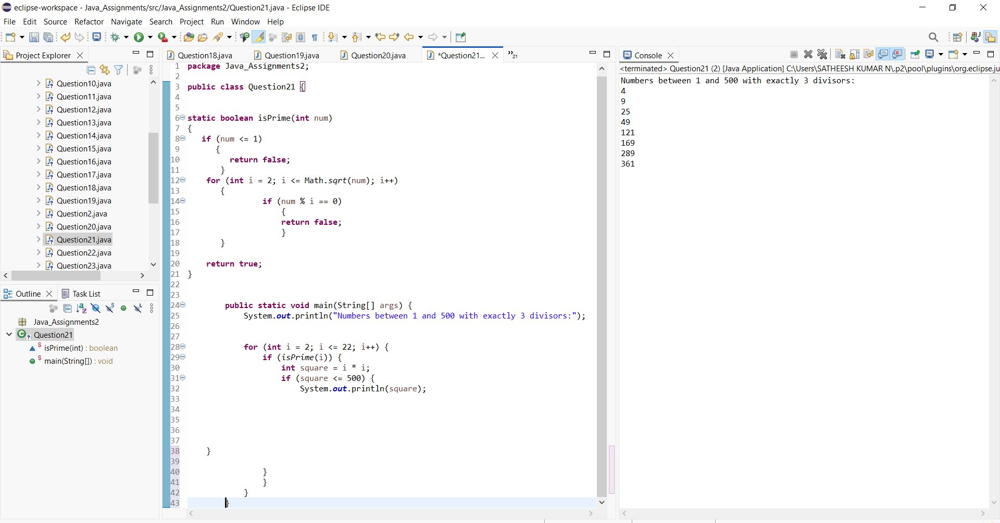 eclipse-workspace - Java_Assignments/src/Java_Assignments2/Question21.java - Eclipse IDE
File Edit Source Refactor Navigate Search Project Run Window Help
Project Explorer
Question10.java
Question11.java
Question12.java
Question13.java
Question14.java
Question15.java
Question16.java
Question17.java
Question18.java
Question19.java
Question2.java
Question20.java
Question21.java
Question22.java
Question23.java
Outline Task List
Java_Assignments2
Question21
isPrime(int) : boolean
main(String[]) : void
Question18.java Question19.java Question20.java *Question21... »21
1 package Java_Assignments2;
2
3 public class Question21 {
4
5
6 static boolean isPrime(int num)
7 {
8 if (num <= 1)
9 {
10 return false;
11 }
12 for (int i = 2; i <= Math.sqrt(num); i++)
13 {
14 if (num % i == 0)
15 {
16 return false;
17 }
18 }
19
20 return true;
21 }
22
23
24 public static void main(String[] args) {
25 System.out.println("Numbers between 1 and 500 with exactly 3 divisors:");
26
27
28 for (int i = 2; i <= 22; i++) {
29 if (isPrime(i)) {
30 int square = i * i;
31 if (square <= 500) {
32 System.out.println(square);
33
34
35
36
37
38 }
39
40 }
41 }
42 }
43 }
Console
<terminated> Question21 (2) [Java Application] C:\Users\SATHEESH KUMAR N\.p2\pool\plugins\org.eclipse.ju
Numbers between 1 and 500 with exactly 3 divisors:
4
9
25
49
121
169
289
361